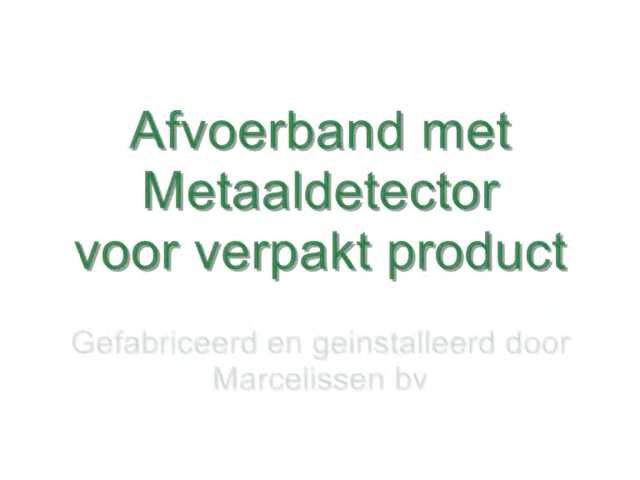 Afvoerband met
Metaaldetector
voor verpakt product
Gefabriceerd en geinstalleerd door
Marcelissen bv